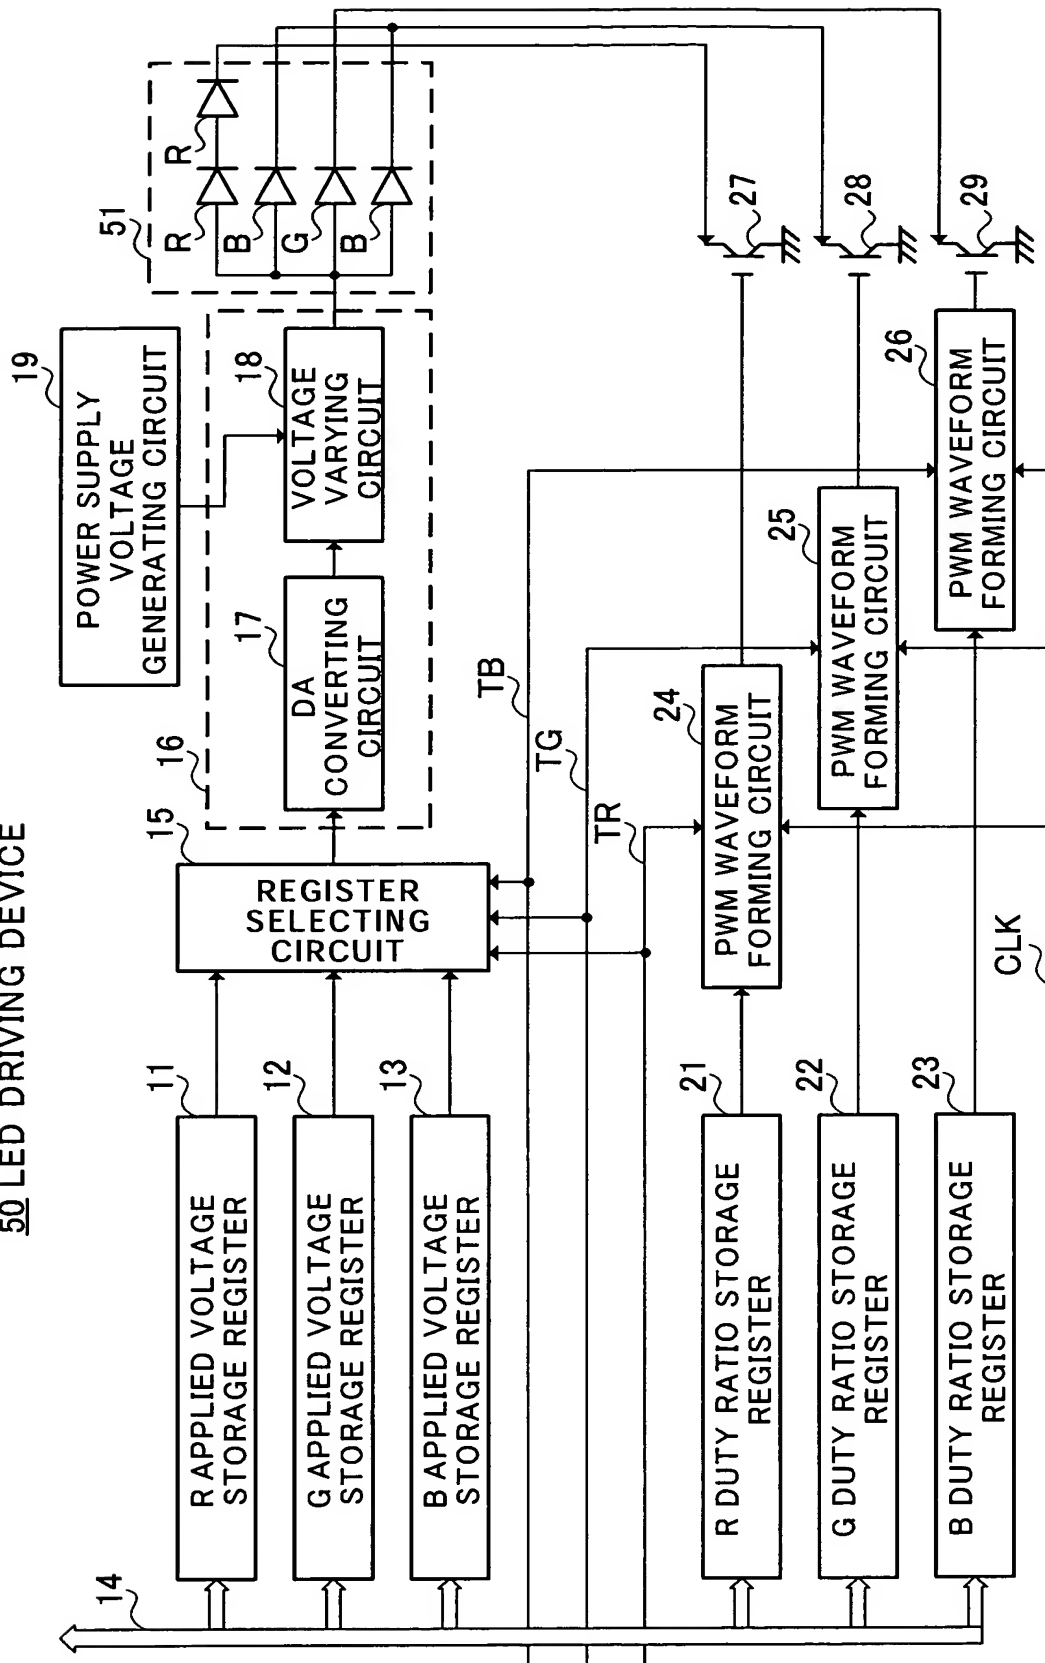 50 LED DRIVING DEVICE
14
R APPLIED VOLTAGE
STORAGE REGISTER
11
G APPLIED VOLTAGE
STORAGE REGISTER
12
B APPLIED VOLTAGE
STORAGE REGISTER
13
15
REGISTER
SELECTING
CIRCUIT
16
DA
CONVERTING
CIRCUIT
17
VOLTAGE
VARYING
CIRCUIT
18
POWER SUPPLY
VOLTAGE
GENERATING CIRCUIT
19
51
R
R
B
G
B
TB
TG
TR
R DUTY RATIO STORAGE
REGISTER
21
G DUTY RATIO STORAGE
REGISTER
22
B DUTY RATIO STORAGE
REGISTER
23
CLK
PWM WAVEFORM
FORMING CIRCUIT
24
PWM WAVEFORM
FORMING CIRCUIT
25
PWM WAVEFORM
FORMING CIRCUIT
26
27
28
29